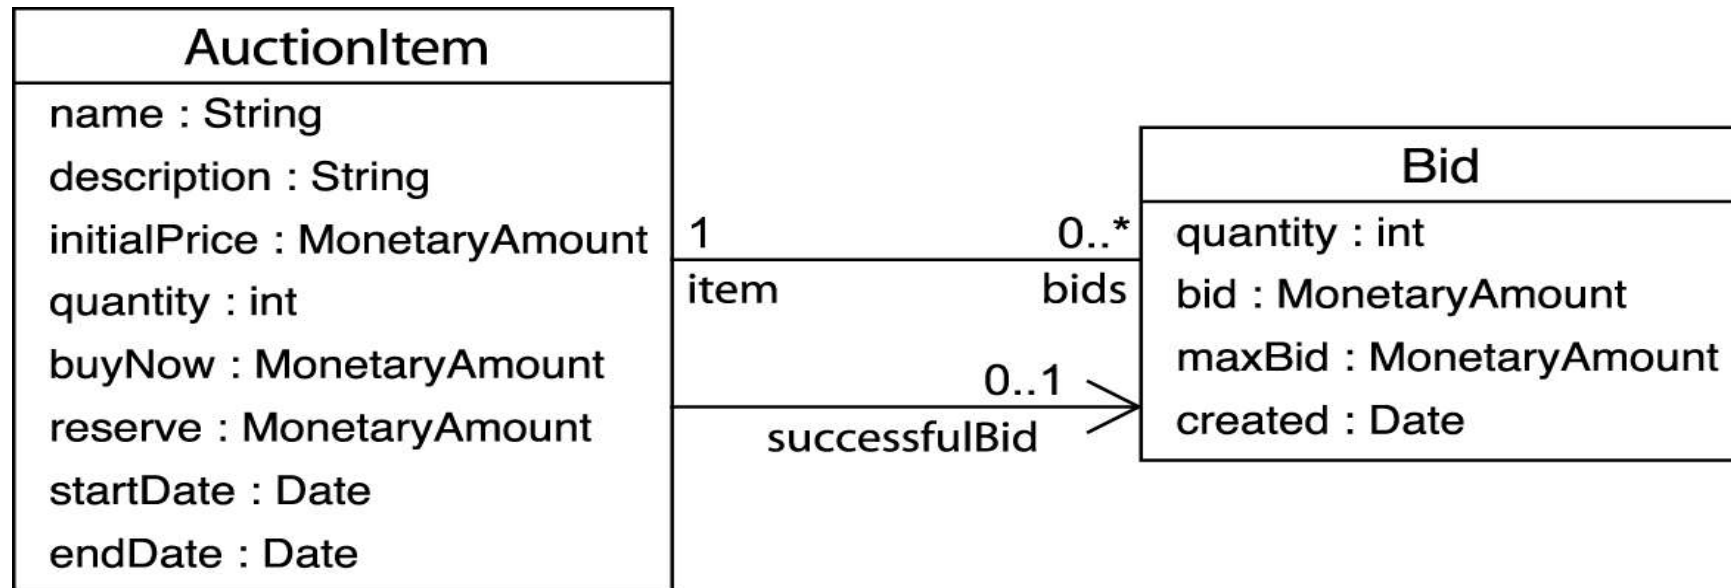 AuctionItem
name : String
description : String
initialPrice : MonetaryAmount
quantity : int
buyNow : MonetaryAmount
reserve : MonetaryAmount
startDate : Date
endDate : Date
1
0..*
item
bids
0..1
successfulBid
Bid
quantity : int
bid : MonetaryAmount
maxBid : MonetaryAmount
created : Date